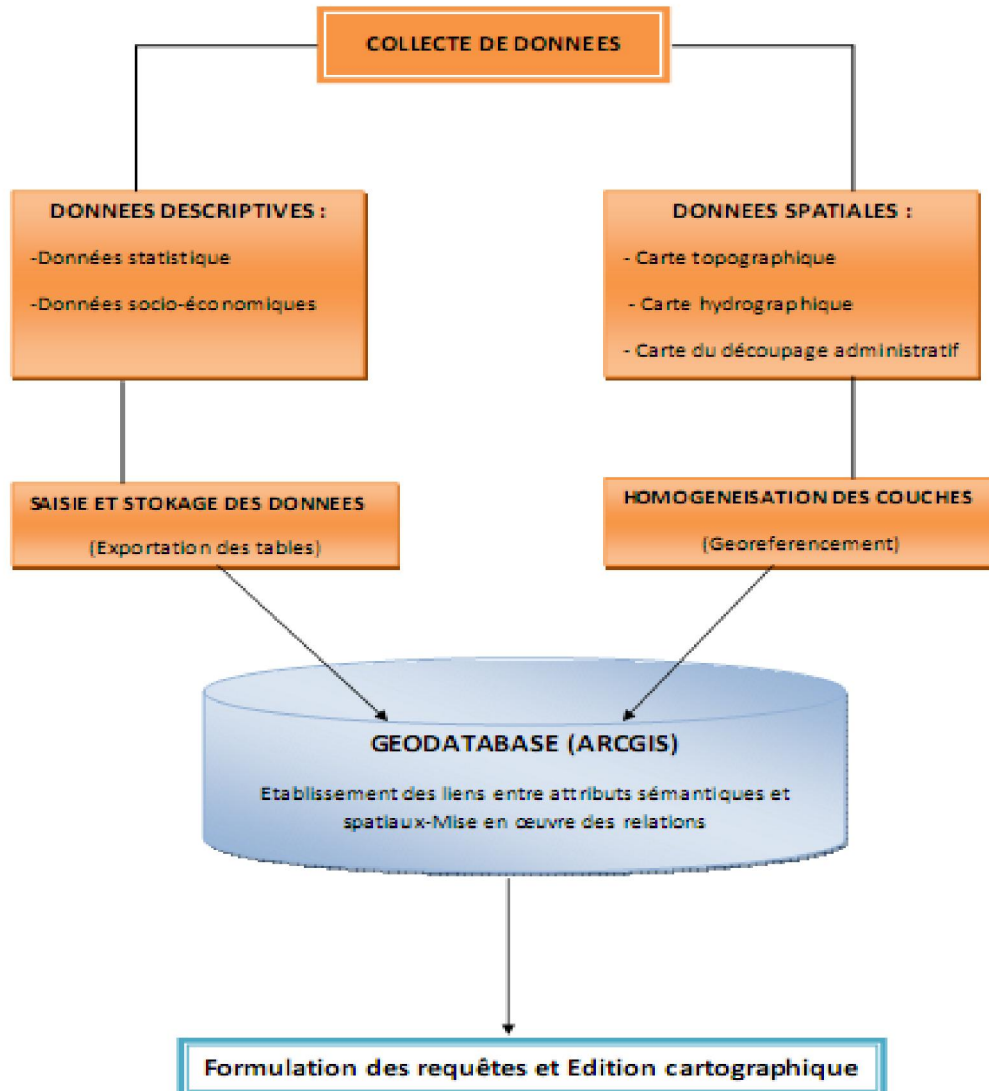 COLLECTE DE DONNEES
DONNEES DESCRIPTIVES :
-Données statistique
-Données socio-économiques
DONNEES SPATIALES :
- Carte topographique
- Carte hydrographique
- Carte du découpage administratif
SAISIE ET STOKAGE DES DONNEES
(Exportation des tables)
HOMOGENEISATION DES COUCHES
(Georeferencement)
GEODATABASE (ARCGIS)
Etablissement des liens entre attributs sémantiques et
spatiaux-Mise en œuvre des relations
Formulation des requêtes et Edition cartographique